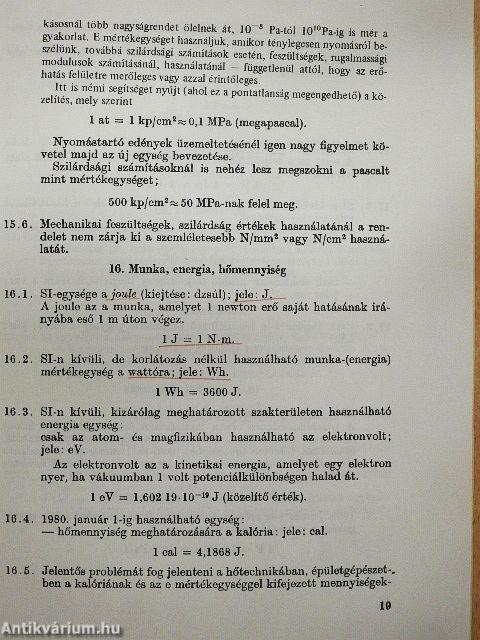 kásosnál több nagyságrendet ölelnek át, 10⁻⁸ Pa-tól 10¹⁰Pa-ig is mér a
gyakorlat. E mértékegységet használjuk, amikor ténylegesen nyomásról be-
szélünk, továbbá szilárdsági számítások esetén, feszültségek, rugalmassági
modulusok számításánál, használatánál — függetlenül attól, hogy az erő-
hatás felületre merőleges vagy azzal érintőleges.
Itt is némi segítséget nyújt (ahol ez a pontatlanság megengedhető) a kö-
zelítés, mely szerint
1 at = 1 kp/cm² ≈ 0,1 MPa (megapascal).
Nyomástartó edények üzemeltetésénél igen nagy figyelmet kö-
vetel majd az új egység bevezetése.
Szilárdsági számításoknál is nehéz lesz megszokni a pascalt
mint mértékegységet;
500 kp/cm² ≈ 50 MPa-nak felel meg.
15.6. Mechanikai feszültségek, szilárdság értékek használatánál a ren-
delet nem zárja ki a szemléletesebb N/mm² vagy N/cm² haszná-
latát.
16. Munka, energia, hőmennyiség
16.1. SI-egysége a joule (kiejtése: dzsúl); jele: J.
A joule az a munka, amelyet 1 newton erő saját hatásának irá-
nyába eső 1 m úton végez.
1 J = 1 N·m.
16.2. SI-n kívüli, de korlátozás nélkül használható munka-(energia)
mértékegység a wattóra; jele: Wh.
1 Wh = 3600 J.
16.3. SI-n kívüli, kizárólag meghatározott szakterületen használható
energia egység:
csak az atom- és magfizikában használható az elektronvolt;
jele: eV.
Az elektronvolt az a kinetikai energia, amelyet egy elektron
nyer, ha vákuumban 1 volt potenciálkülönbségen halad át.
1 eV = 1,602 19·10⁻¹⁹ J (közelítő érték).
16.4. 1980. január 1-ig használható egység:
— hőmennyiség meghatározására a kalória: jele: cal.
1 cal = 4,1868 J.
16.5. Jelentős problémát fog jelenteni a hőtechnikában, épületgépészet-
ben a kalóriának és az e mértékegységgel kifejezett mennyiségek-
19
Antikvárium.hu